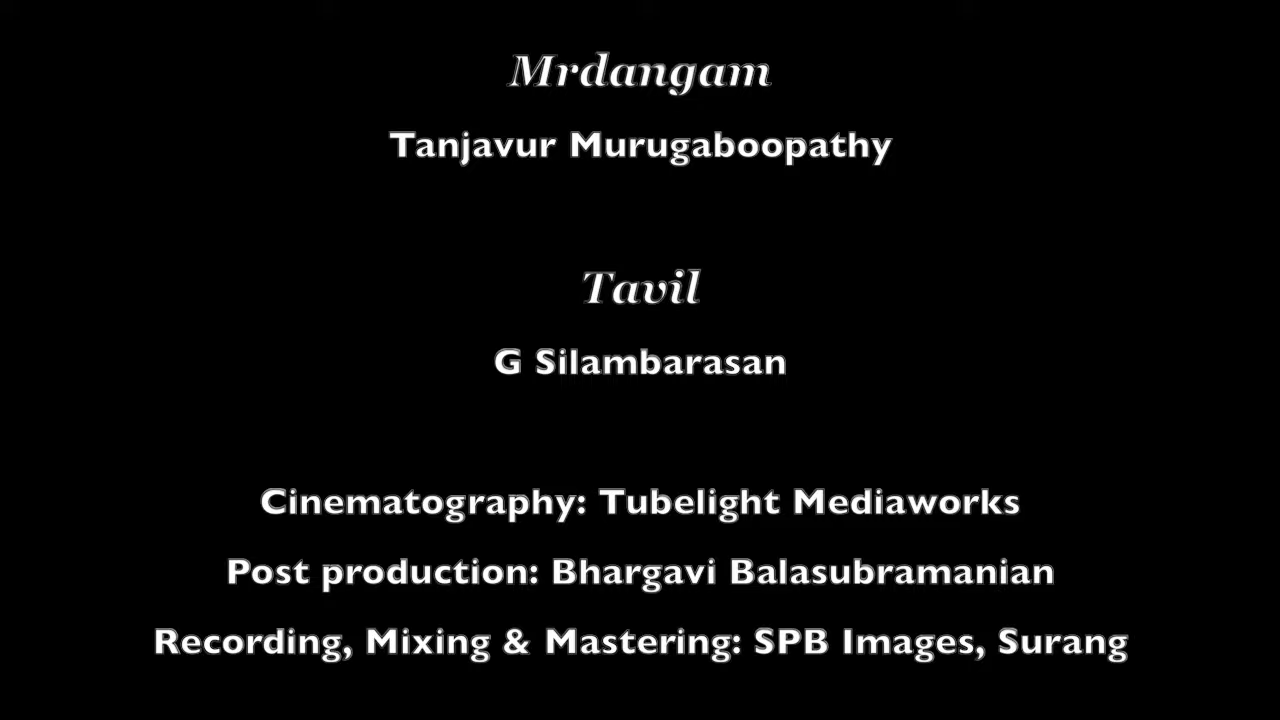 Mrdangam
Tanjavur Murugaboopathy
Tavil
G Silambarasan
Cinematography: Tubelight Mediaworks
Post production: Bhargavi Balasubramanian
Recording, Mixing & Mastering: SPB Images, Surang